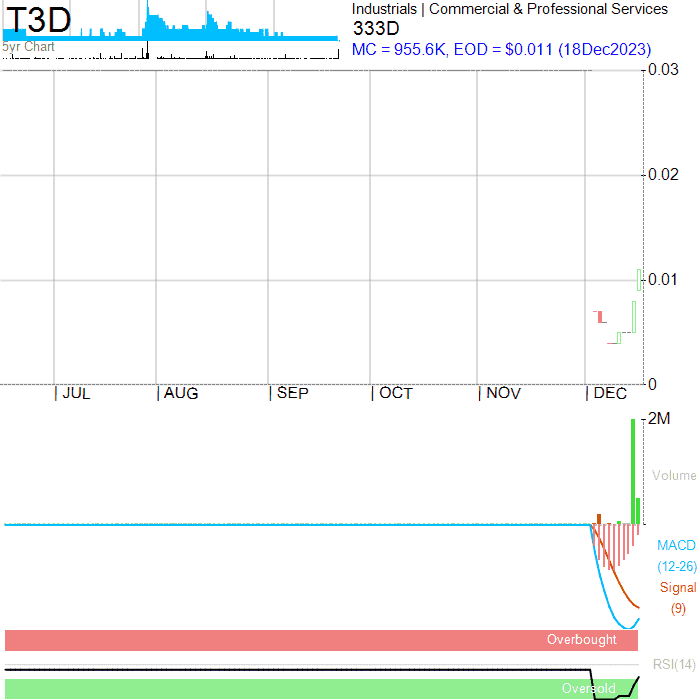 T3D
5yr Chart
Industrials | Commercial & Professional Services
333D
MC = 955.6K, EOD = $0.011 (18Dec2023)
0.03
0.02
0.01
0
| JUL | AUG | SEP | OCT | NOV | DEC
2M
Volume
MACD
(12-26)
Signal
(9)
Overbought
RSI(14)
Oversold